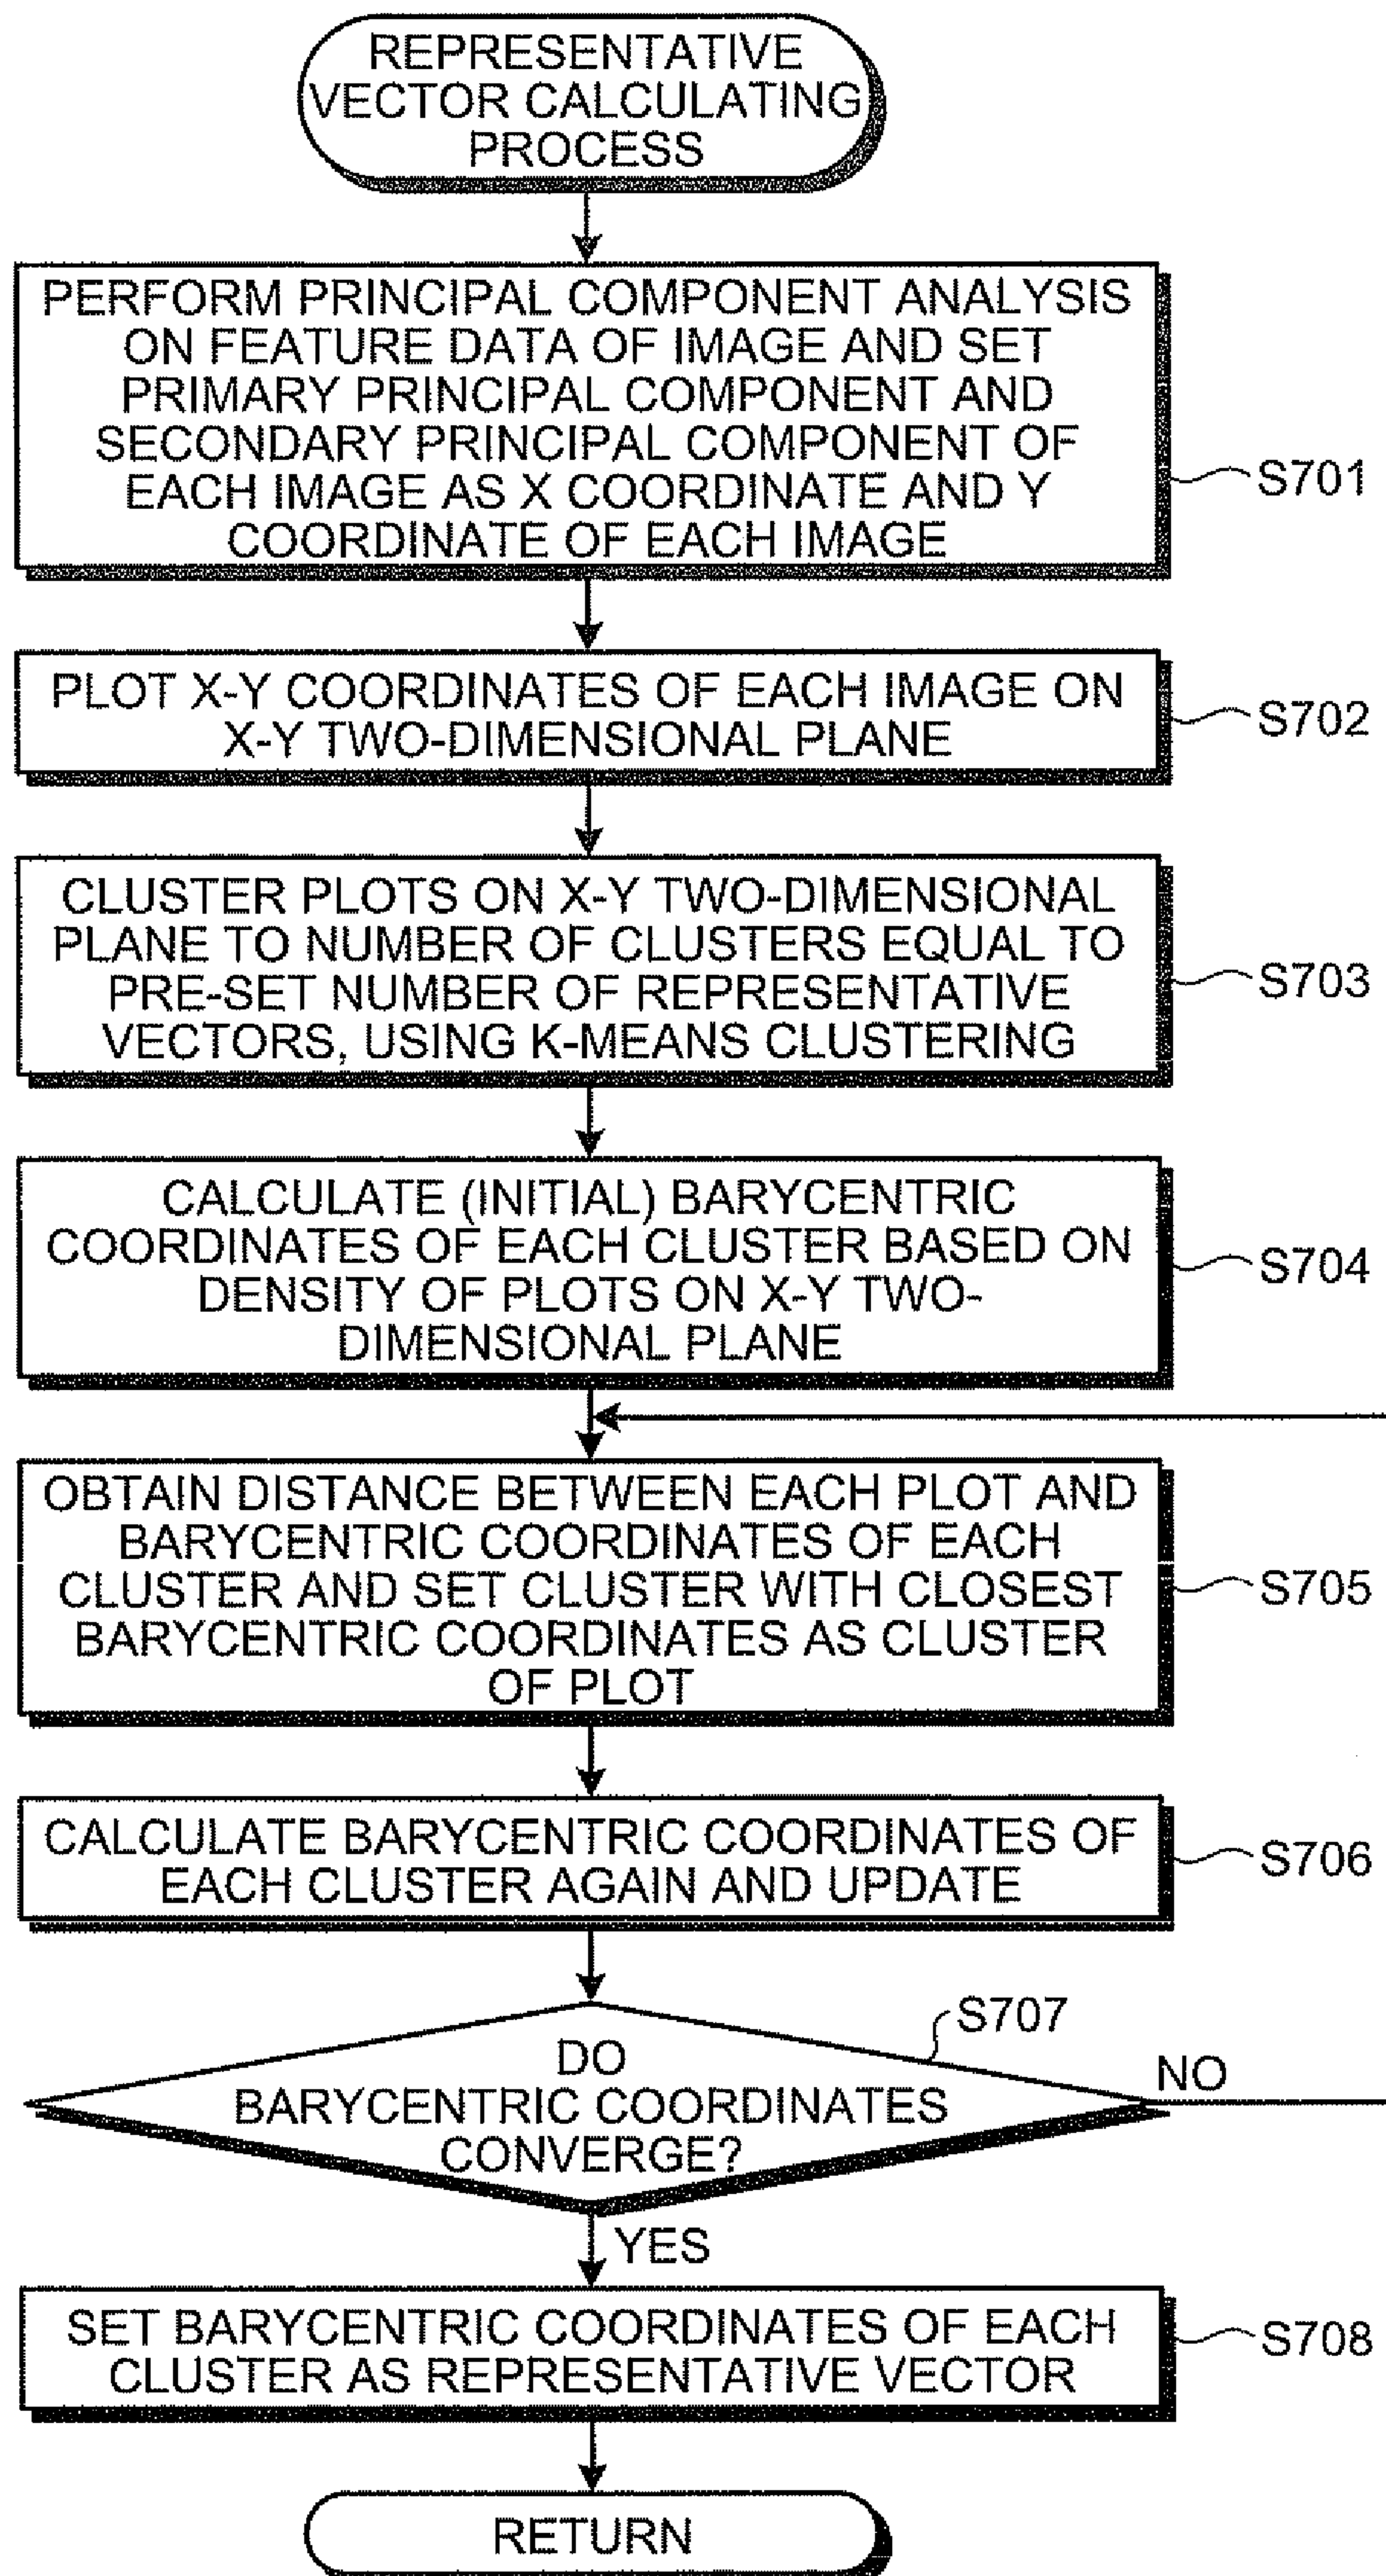 REPRESENTATIVE
VECTOR CALCULATING
PROCESS
PERFORM PRINCIPAL COMPONENT ANALYSIS
ON FEATURE DATA OF IMAGE AND SET
PRIMARY PRINCIPAL COMPONENT AND
SECONDARY PRINCIPAL COMPONENT OF
EACH IMAGE AS X COORDINATE AND Y
COORDINATE OF EACH IMAGE
S701
PLOT X-Y COORDINATES OF EACH IMAGE ON
X-Y TWO-DIMENSIONAL PLANE
S702
CLUSTER PLOTS ON X-Y TWO-DIMENSIONAL
PLANE TO NUMBER OF CLUSTERS EQUAL TO
PRE-SET NUMBER OF REPRESENTATIVE
VECTORS, USING K-MEANS CLUSTERING
S703
CALCULATE (INITIAL) BARYCENTRIC
COORDINATES OF EACH CLUSTER BASED ON
DENSITY OF PLOTS ON X-Y TWO-
DIMENSIONAL PLANE
S704
OBTAIN DISTANCE BETWEEN EACH PLOT AND
BARYCENTRIC COORDINATES OF EACH
CLUSTER AND SET CLUSTER WITH CLOSEST
BARYCENTRIC COORDINATES AS CLUSTER
OF PLOT
S705
CALCULATE BARYCENTRIC COORDINATES OF
EACH CLUSTER AGAIN AND UPDATE
S706
S707
DO
BARYCENTRIC COORDINATES
CONVERGE?
NO
YES
SET BARYCENTRIC COORDINATES OF EACH
CLUSTER AS REPRESENTATIVE VECTOR
S708
RETURN